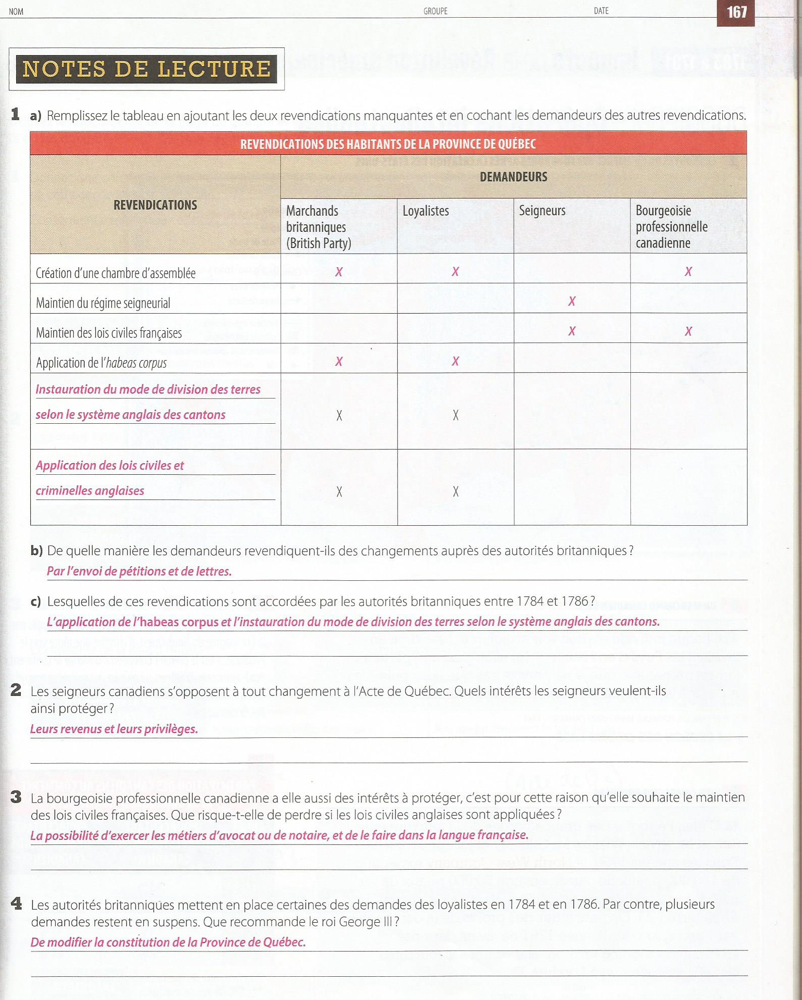 NOM GROUPE DATE 167
NOTES DE LECTURE
1 a) Remplissez le tableau en ajoutant les deux revendications manquantes et en cochant les demandeurs des autres revendications.
REVENDICATIONS DES HABITANTS DE LA PROVINCE DE QUÉBEC
DEMANDEURS
REVENDICATIONS
Marchands
britanniques
(British Party)
Loyalistes
Seigneurs
Bourgeoisie
professionnelle
canadienne
Création d'une chambre d'assemblée X X X
Maintien du régime seigneurial X
Maintien des lois civiles françaises X X
Application de l'habeas corpus X X
Instauration du mode de division des terres
selon le système anglais des cantons X X
Application des lois civiles et
criminelles anglaises X X
b) De quelle manière les demandeurs revendiquent-ils des changements auprès des autorités britanniques ?
Par l'envoi de pétitions et de lettres.
c) Lesquelles de ces revendications sont accordées par les autorités britanniques entre 1784 et 1786 ?
L'application de l'habeas corpus et l'instauration du mode de division des terres selon le système anglais des cantons.
2 Les seigneurs canadiens s'opposent à tout changement à l'Acte de Québec. Quels intérêts les seigneurs veulent-ils
ainsi protéger ?
Leurs revenus et leurs privilèges.
3 La bourgeoisie professionnelle canadienne a elle aussi des intérêts à protéger, c'est pour cette raison qu'elle souhaite le maintien
des lois civiles françaises. Que risque-t-elle de perdre si les lois civiles anglaises sont appliquées ?
La possibilité d'exercer les métiers d'avocat ou de notaire, et de le faire dans la langue française.
4 Les autorités britanniques mettent en place certaines des demandes des loyalistes en 1784 et en 1786. Par contre, plusieurs
demandes restent en suspens. Que recommande le roi George III ?
De modifier la constitution de la Province de Québec.